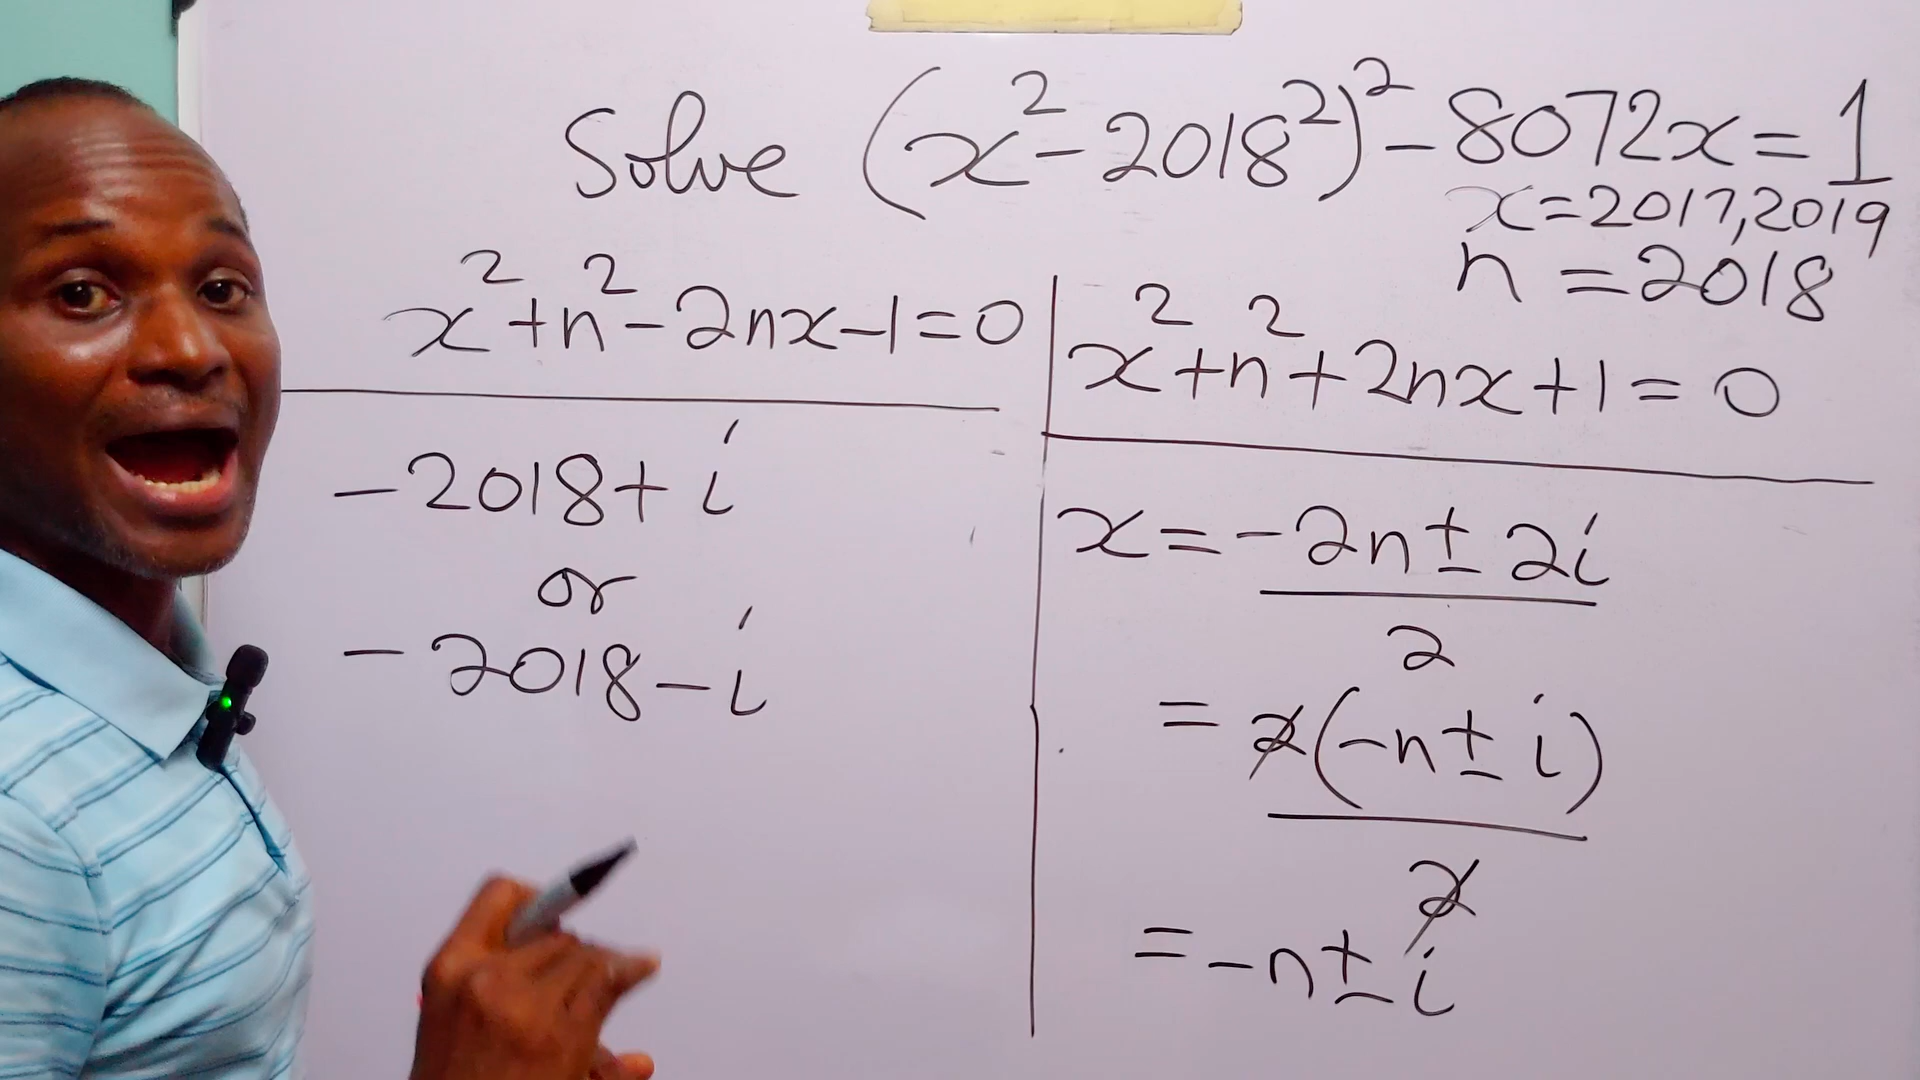 Solve (x²-2018²)²-8072x=1
x=2017,2019
n=2018
x²+n²-2nx-1=0
x²+n²+2nx+1=0
-2018+i
or
-2018-i
x=-2n±2i
2
=2(-n±i)
2
=-n±i